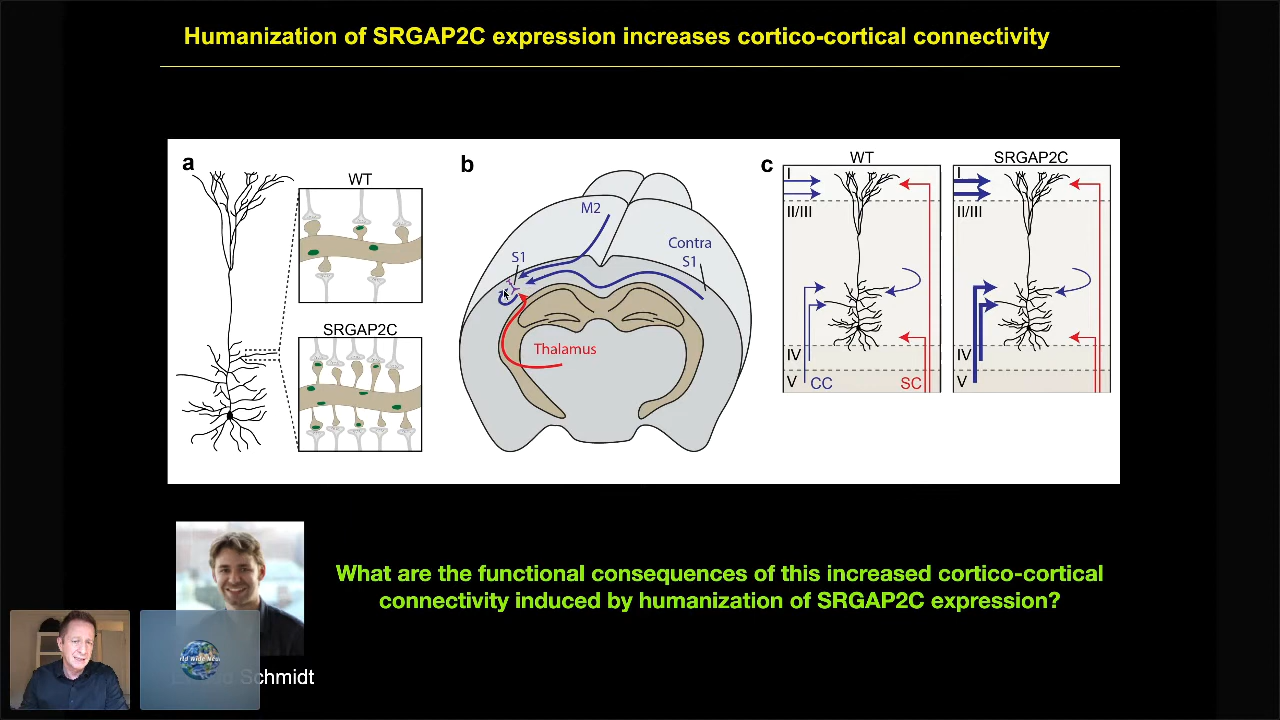 Humanization of SRGAP2C expression increases cortico-cortical connectivity
a
WT
SRGAP2C
b
M2
S1
Contra
S1
Thalamus
c
WT
I
II/III
IV
V
CC
SC
SRGAP2C
I
II/III
IV
V
What are the functional consequences of this increased cortico-cortical
connectivity induced by humanization of SRGAP2C expression?
Schmidt